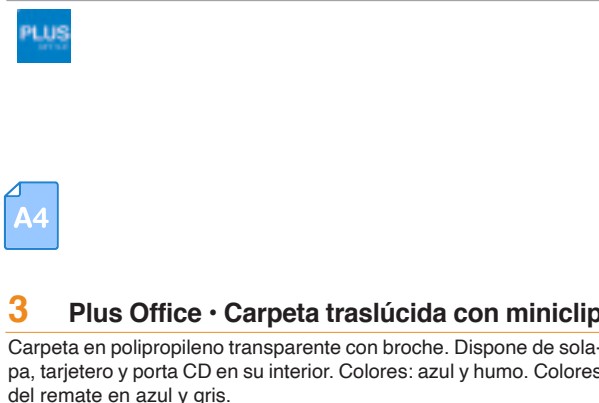 PLUS
OFFICE
A4
3 Plus Office · Carpeta traslúcida con miniclip
Carpeta en polipropileno transparente con broche. Dispone de sola-
pa, tarjetero y porta CD en su interior. Colores: azul y humo. Colores
del remate en azul y gris.